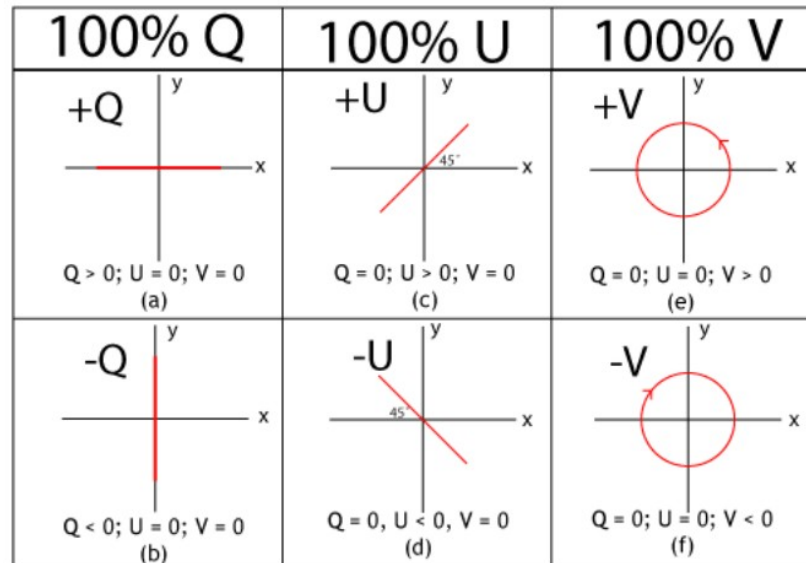 100% Q
100% U
100% V
+Q
y
x
Q > 0; U = 0; V = 0
(a)
+U
y
45°
x
Q = 0; U > 0; V = 0
(c)
+V
y
x
Q = 0; U = 0; V > 0
(e)
-Q
y
x
Q < 0; U = 0; V = 0
(b)
-U
y
45°
x
Q = 0, U < 0, V = 0
(d)
-V
y
x
Q = 0; U = 0; V < 0
(f)